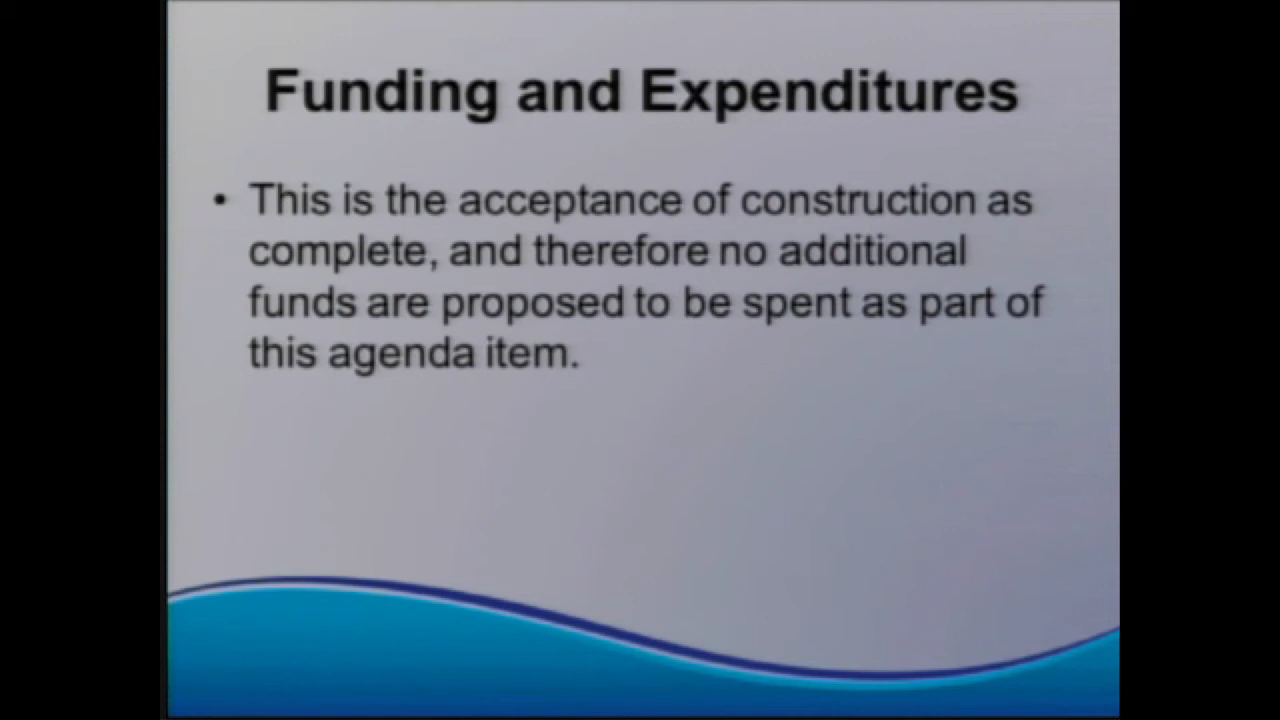 Funding and Expenditures
• This is the acceptance of construction as
complete, and therefore no additional
funds are proposed to be spent as part of
this agenda item.